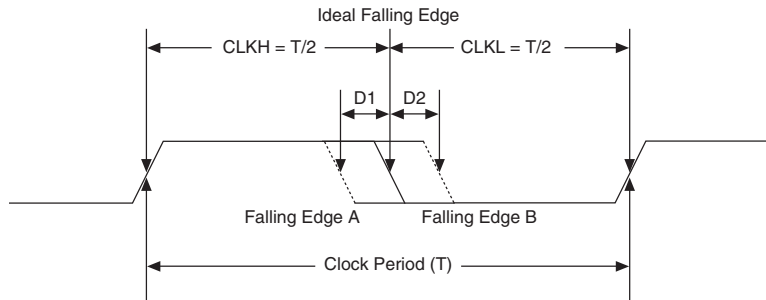 Ideal Falling Edge
CLKH = T/2
CLKL = T/2
D1
D2
Falling Edge A
Falling Edge B
Clock Period (T)